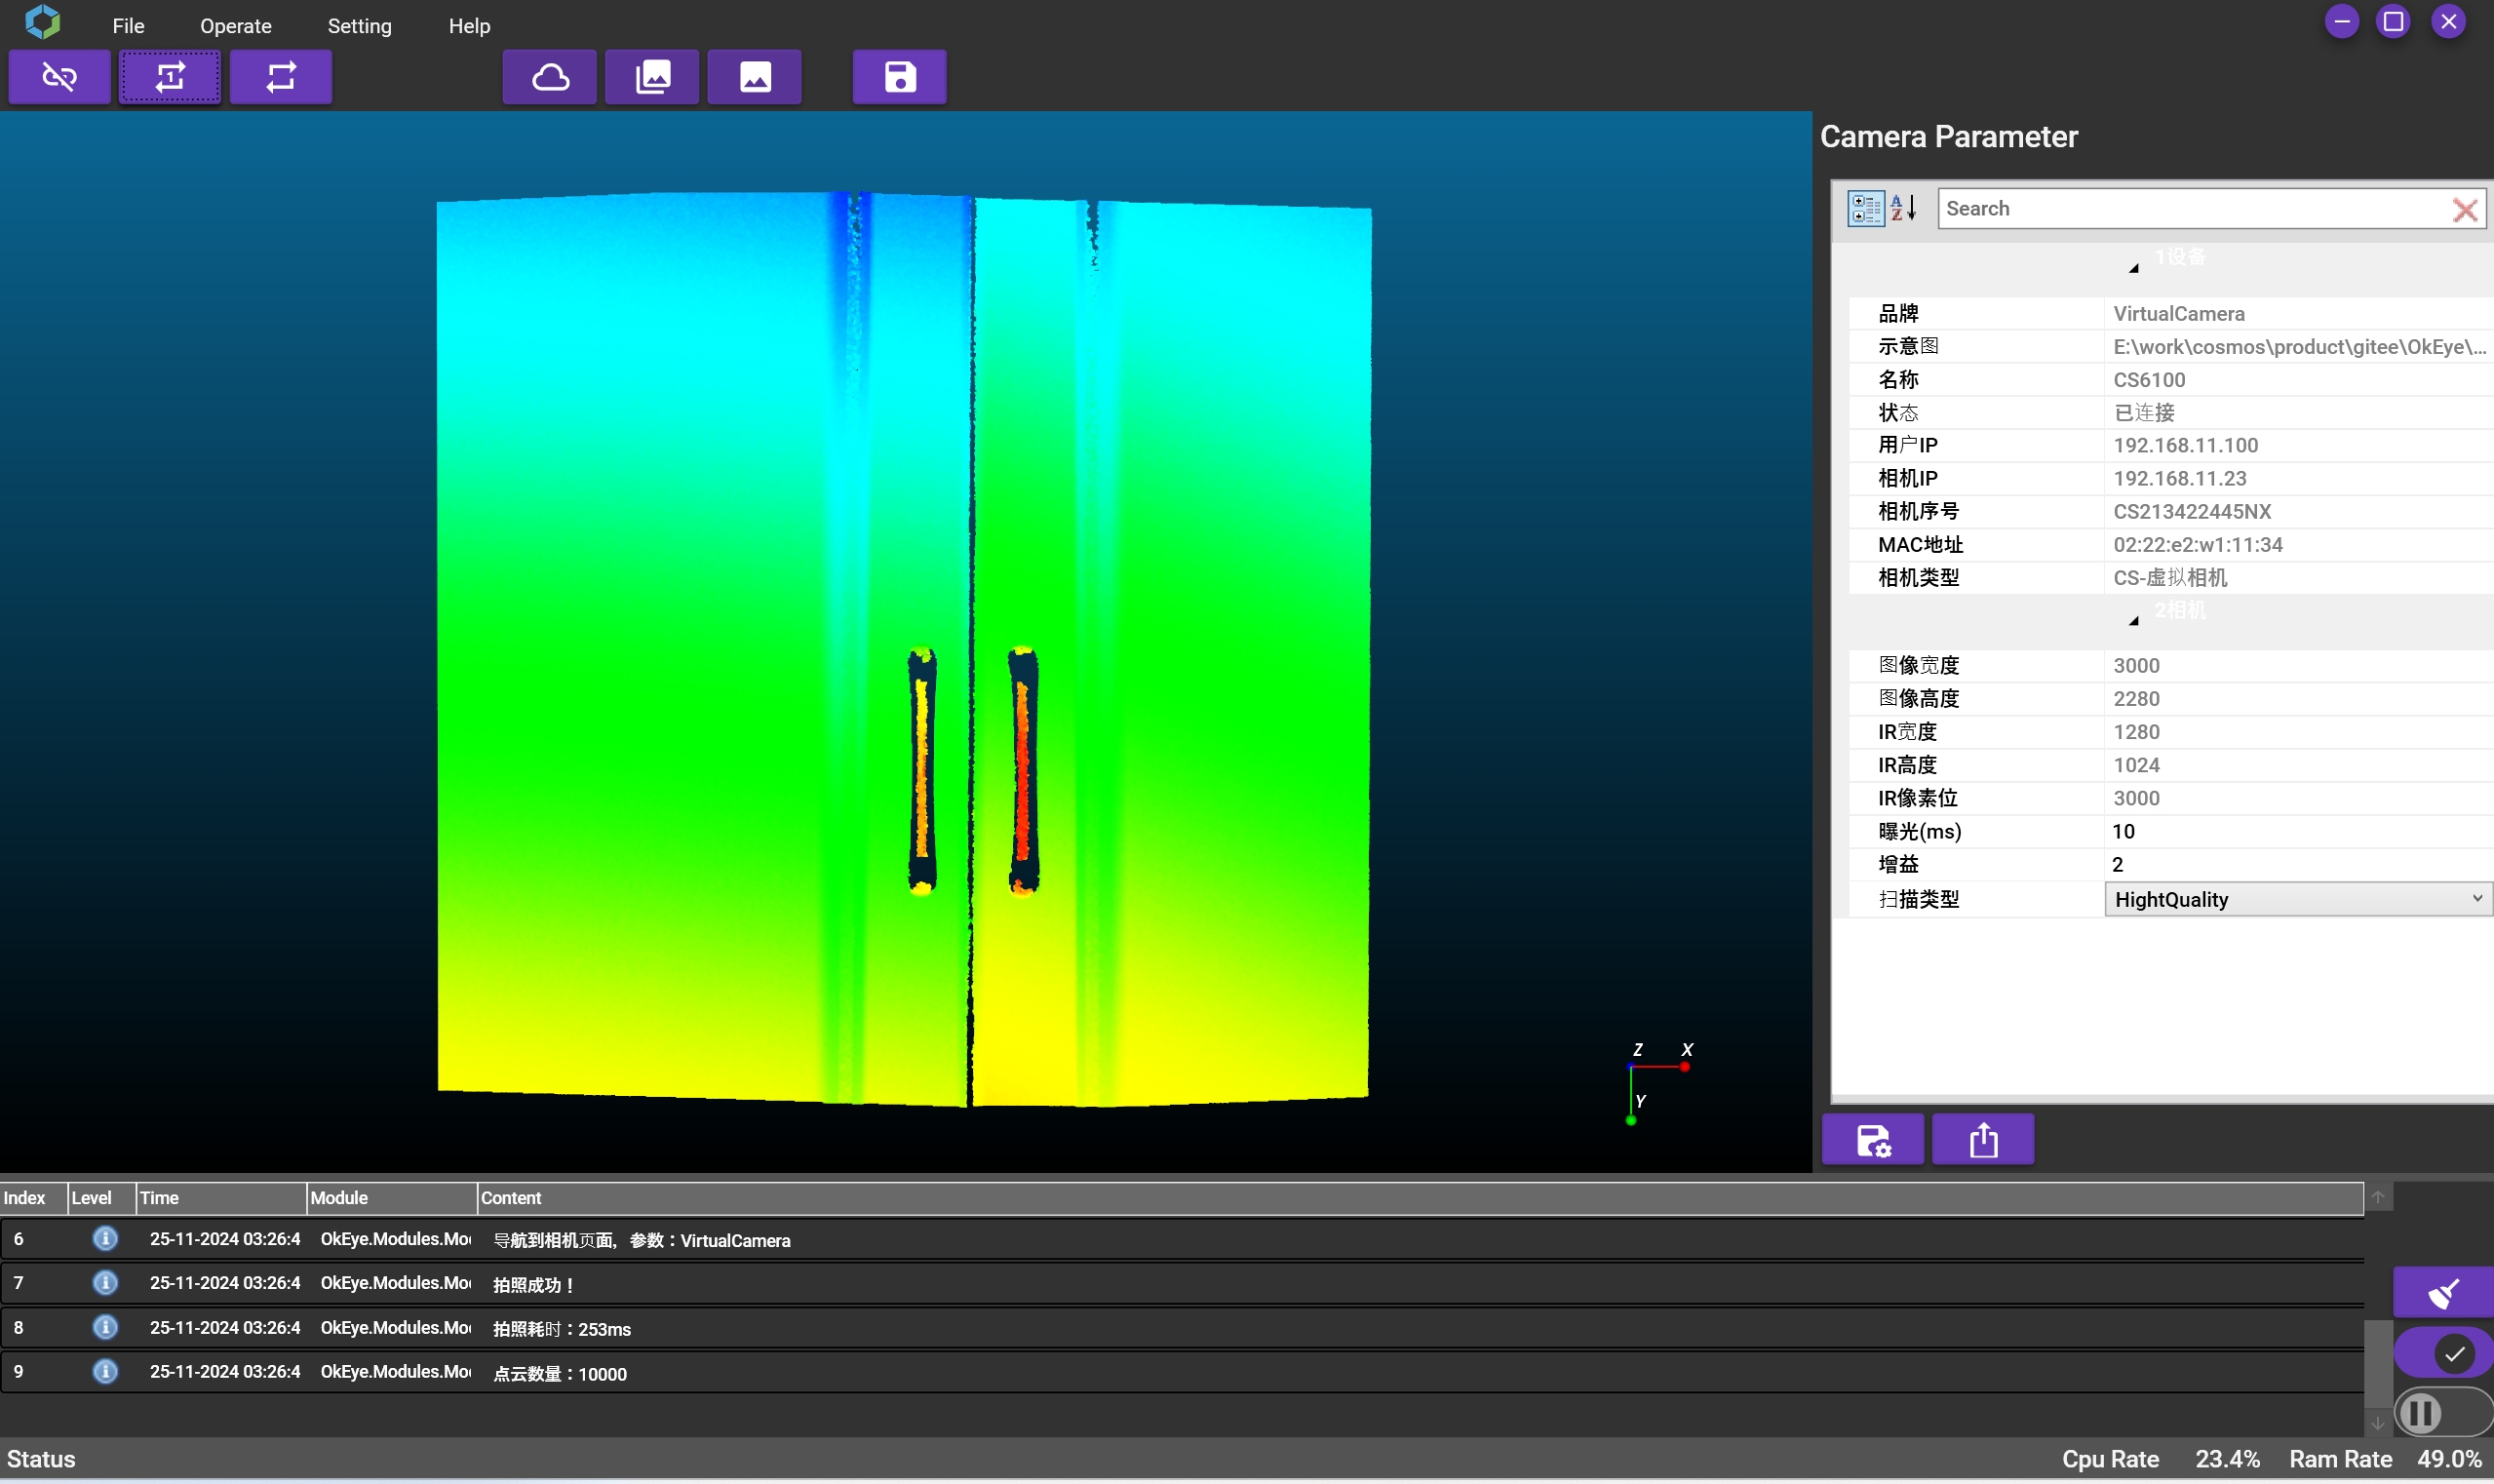 File Operate Setting Help
Camera Parameter
Search
1设备
品牌 VirtualCamera
示意图 E:\work\cosmos\product\gitee\OkEye\...
名称 CS6100
状态 已连接
用户IP 192.168.11.100
相机IP 192.168.11.23
相机序号 CS213422445NX
MAC地址 02:22:e2:w1:11:34
相机类型 CS-虚拟相机
2相机
图像宽度 3000
图像高度 2280
IR宽度 1280
IR高度 1024
IR像素位 3000
曝光(ms) 10
增益 2
扫描类型 HightQuality
Z X
Y
Index Level Time Module Content
6 25-11-2024 03:26:4 OkEye.Modules.Mo 导航到相机页面，参数：VirtualCamera
7 25-11-2024 03:26:4 OkEye.Modules.Mo 拍照成功！
8 25-11-2024 03:26:4 OkEye.Modules.Mo 拍照耗时：253ms
9 25-11-2024 03:26:4 OkEye.Modules.Mo 点云数量：10000
Status Cpu Rate 23.4% Ram Rate 49.0%